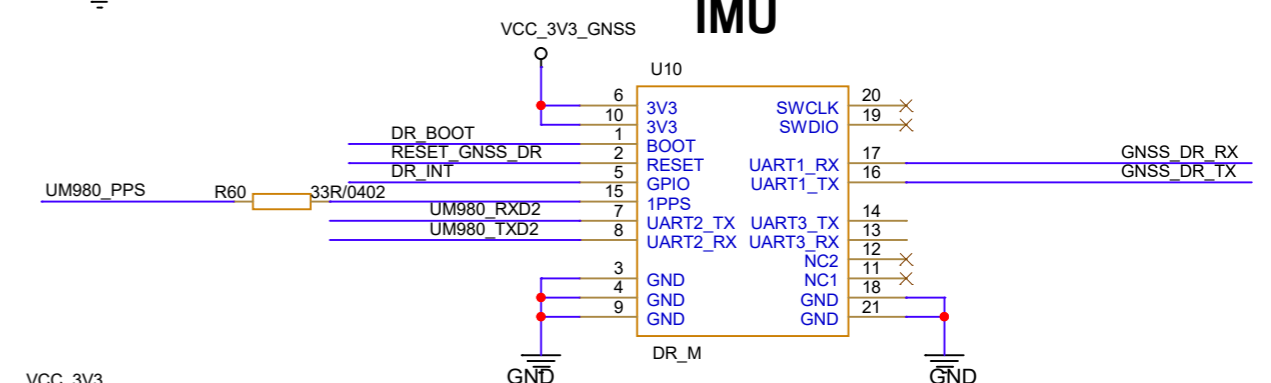 IMU
VCC_3V3_GNSS
U10
6 3V3 SWCLK 20
10 3V3 SWDIO 19
DR_BOOT 1 BOOT
RESET_GNSS_DR 2 RESET UART1_RX 17 GNSS_DR_RX
DR_INT 5 GPIO UART1_TX 16 GNSS_DR_TX
UM980_PPS R60 33R/0402 15 1PPS
UM980_RXD2 7 UART2_TX UART3_TX 14
UM980_TXD2 8 UART2_RX UART3_RX 13
NC2 12
3 GND NC1 11
4 GND GND 18
9 GND GND 21
DR_M
GND GND
VCC_3V3